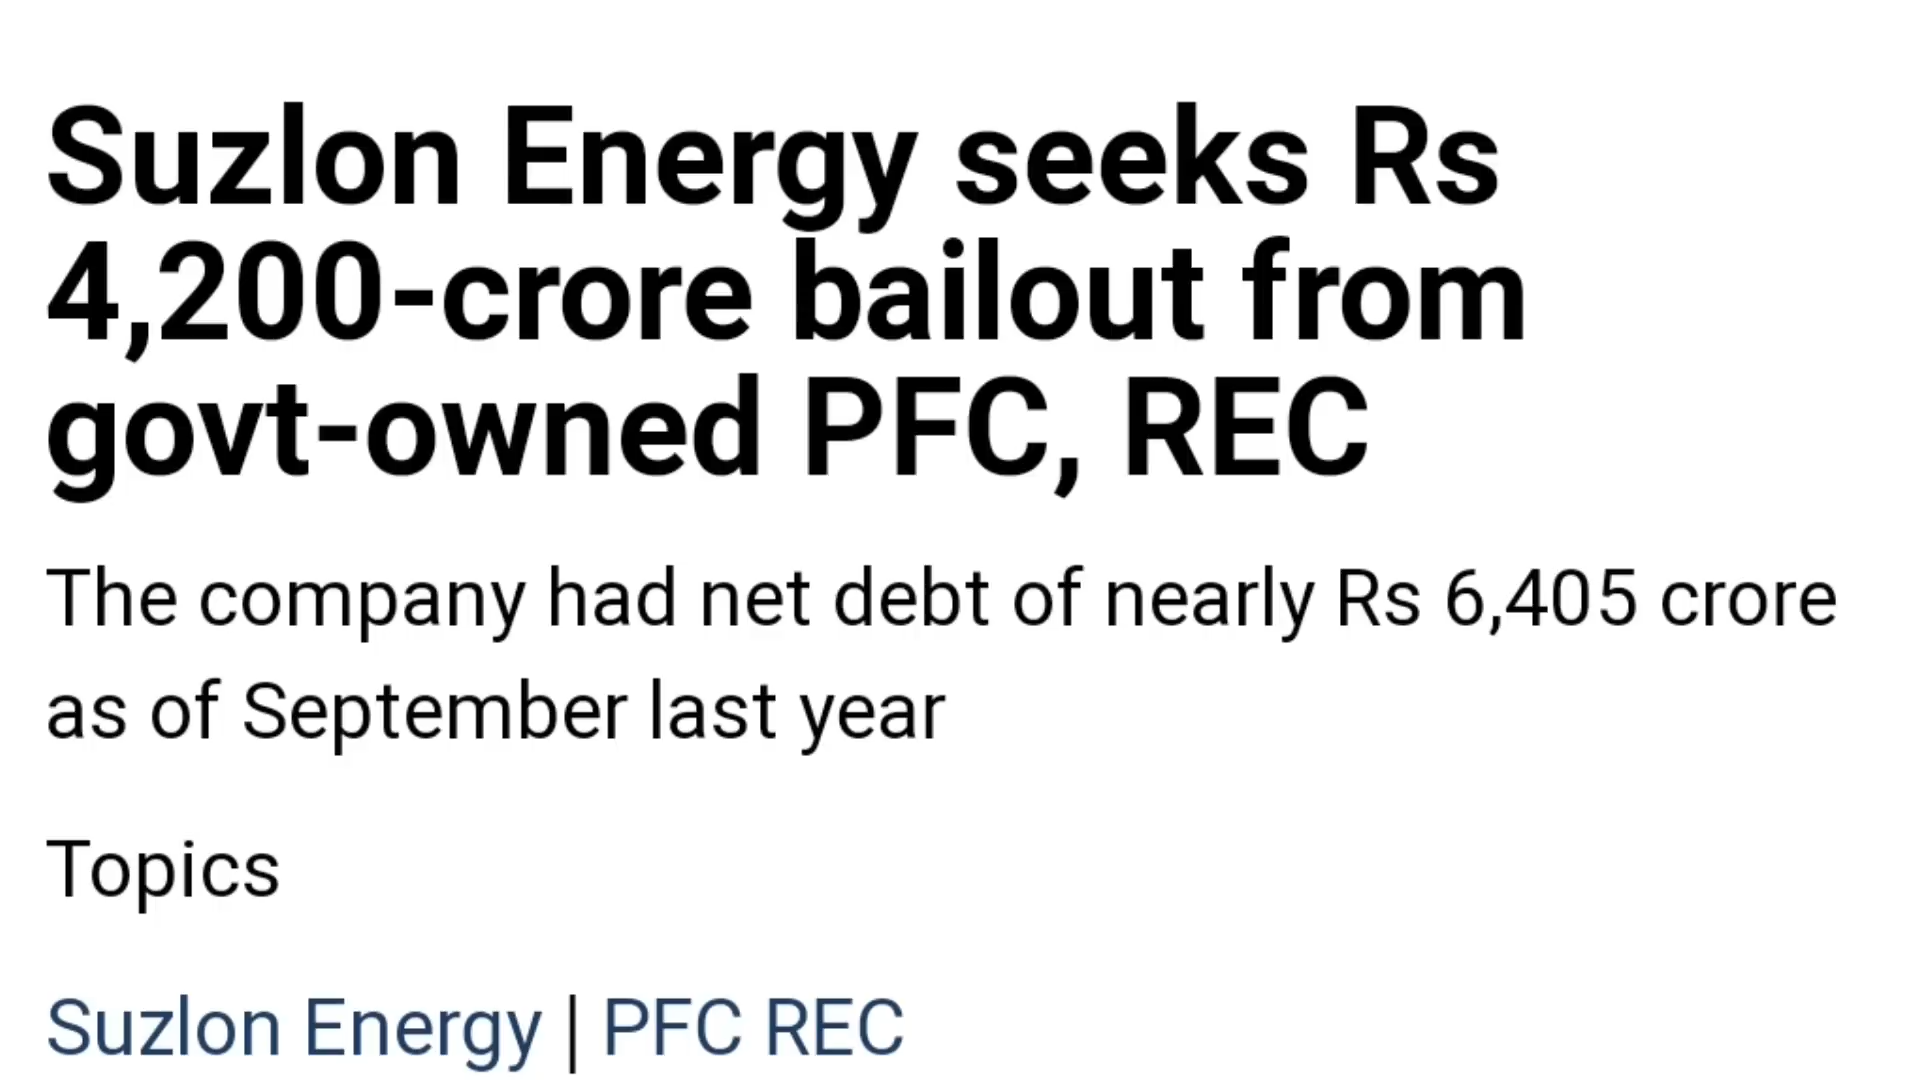 Suzlon Energy seeks Rs
4,200-crore bailout from
govt-owned PFC, REC
The company had net debt of nearly Rs 6,405 crore
as of September last year
Topics
Suzlon Energy | PFC REC